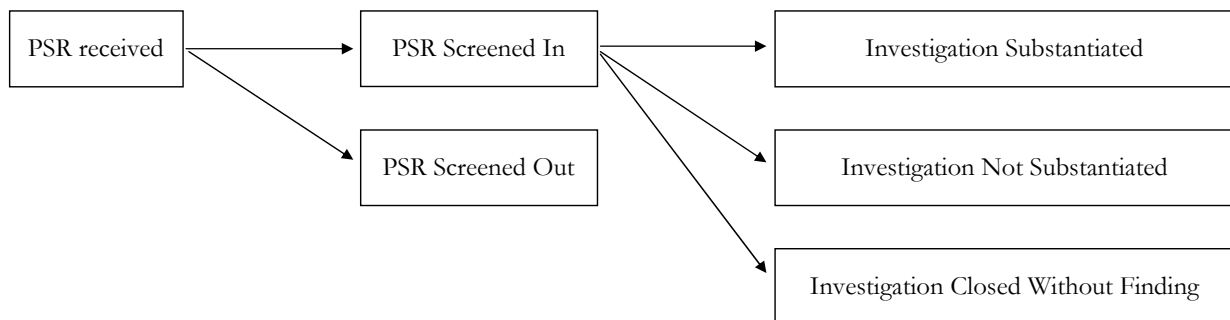 PSR received
PSR Screened In
Investigation Substantiated
PSR Screened Out
Investigation Not Substantiated
Investigation Closed Without Finding